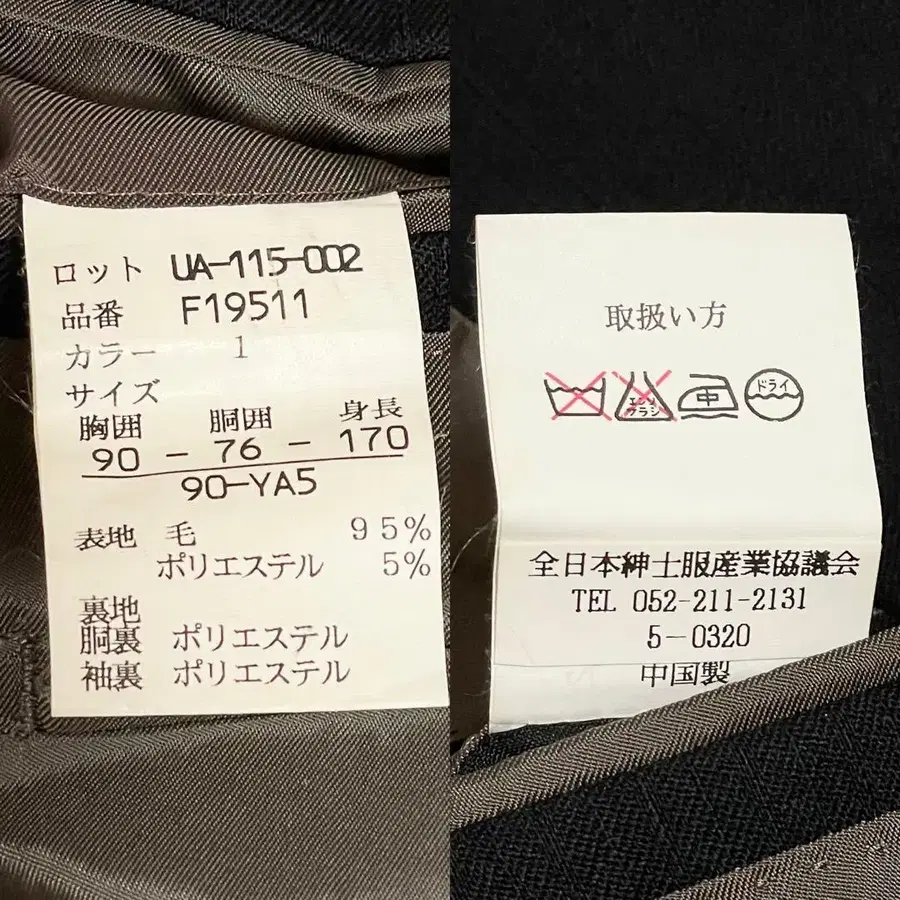 ロット UA-115-002
品番 F19511
カラー 1
サイズ
胸囲 胴囲 身長
90 - 76 - 170
90-YA5
表地 毛 95%
ポリエステル 5%
裏地
胴裏 ポリエステル
袖裏 ポリエステル
取扱い方
エンソ
ブラシ
中
ドライ
全日本紳士服産業協議会
TEL 052-211-2131
5-0320
中国製